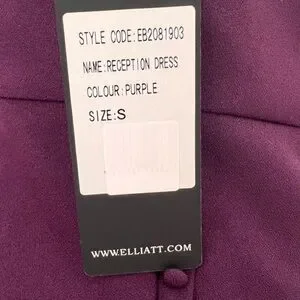 STYLE CODE:EB2081903
NAME:RECEPTION DRESS
COLOUR:PURPLE
SIZE:S
WWW.ELLIATT.COM